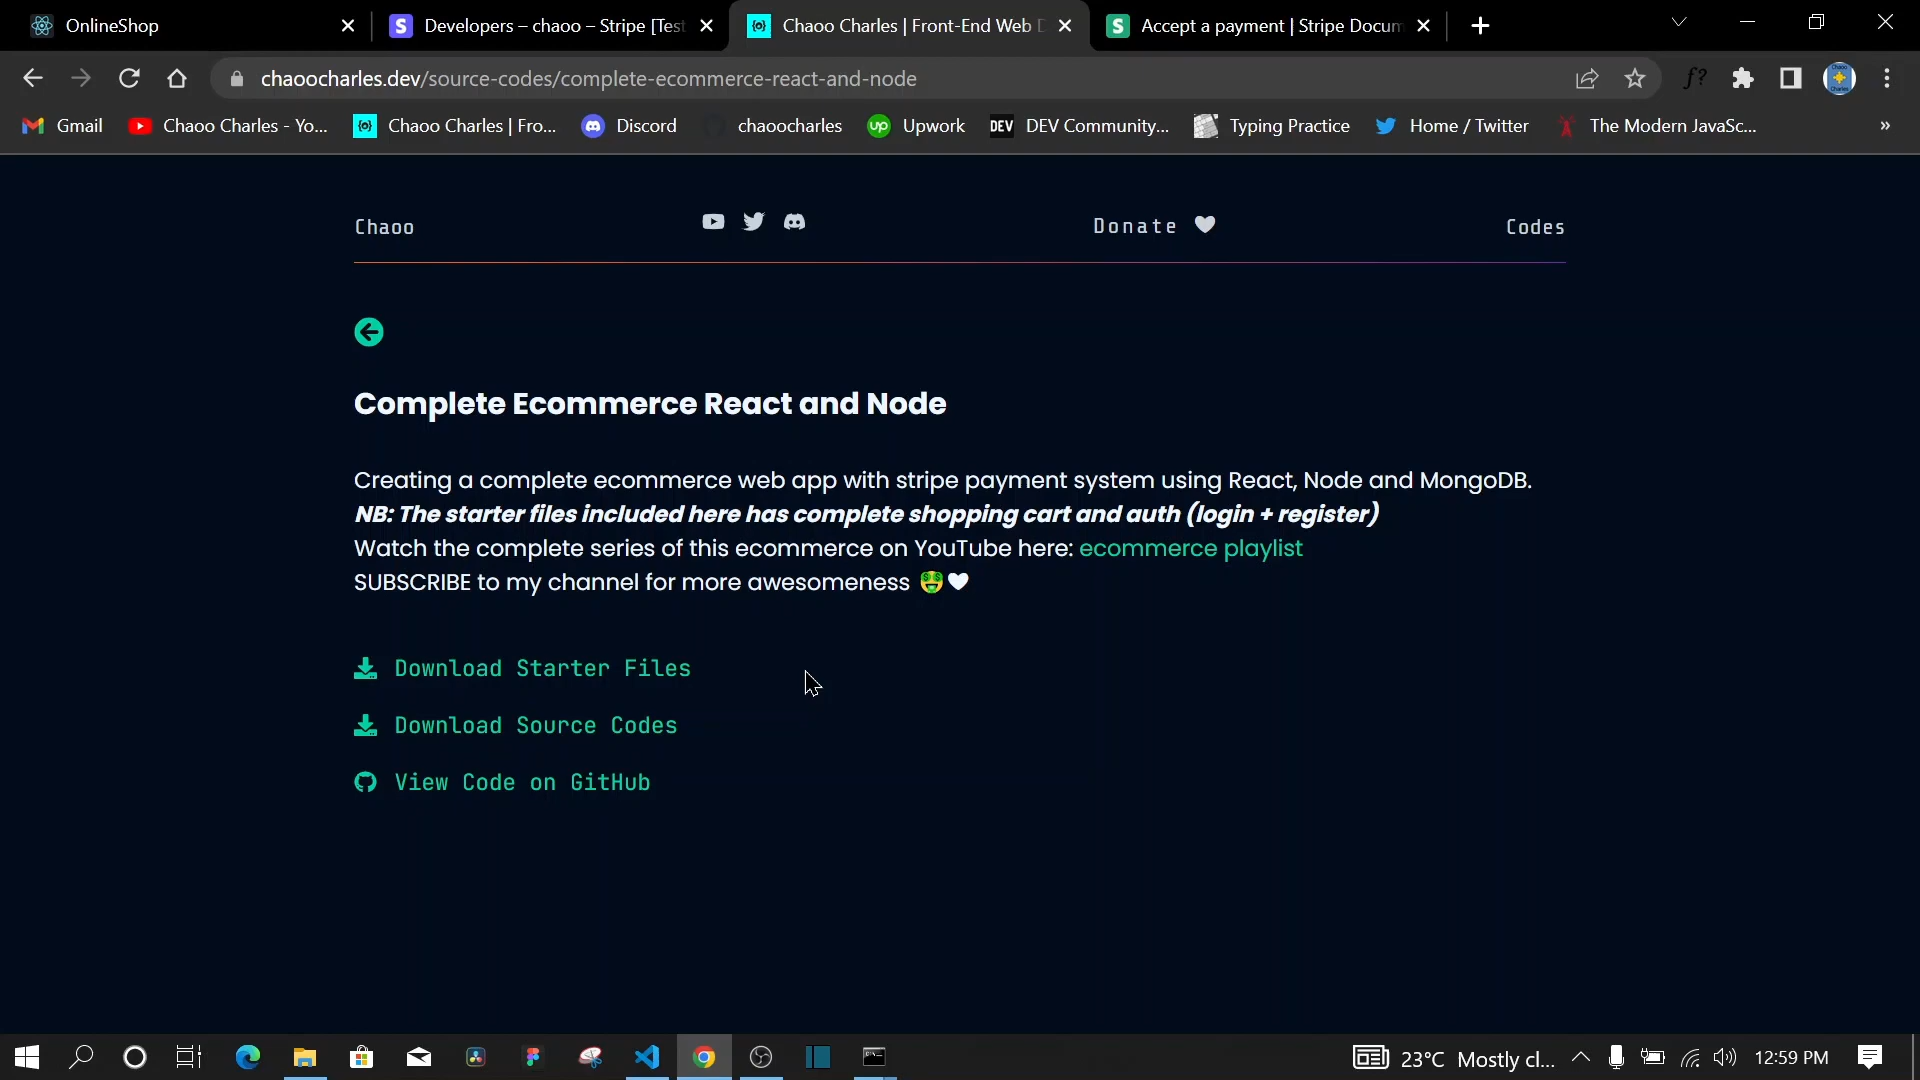 OnlineShop
Developers – chaoo – Stripe [Test
Chaoo Charles | Front-End Web D
Accept a payment | Stripe Docum
chaoocharles.dev/source-codes/complete-ecommerce-react-and-node
f?
Gmail
Chaoo Charles - Yo...
Chaoo Charles | Fro...
Discord
chaoocharles
up Upwork
DEV DEV Community...
Typing Practice
Home / Twitter
The Modern JavaSc...
»
Chaoo
Donate
Codes
Complete Ecommerce React and Node
Creating a complete ecommerce web app with stripe payment system using React, Node and MongoDB.
NB: The starter files included here has complete shopping cart and auth (login + register)
Watch the complete series of this ecommerce on YouTube here: ecommerce playlist
SUBSCRIBE to my channel for more awesomeness 🤑🤍
Download Starter Files
Download Source Codes
View Code on GitHub
23°C Mostly cl...
12:59 PM